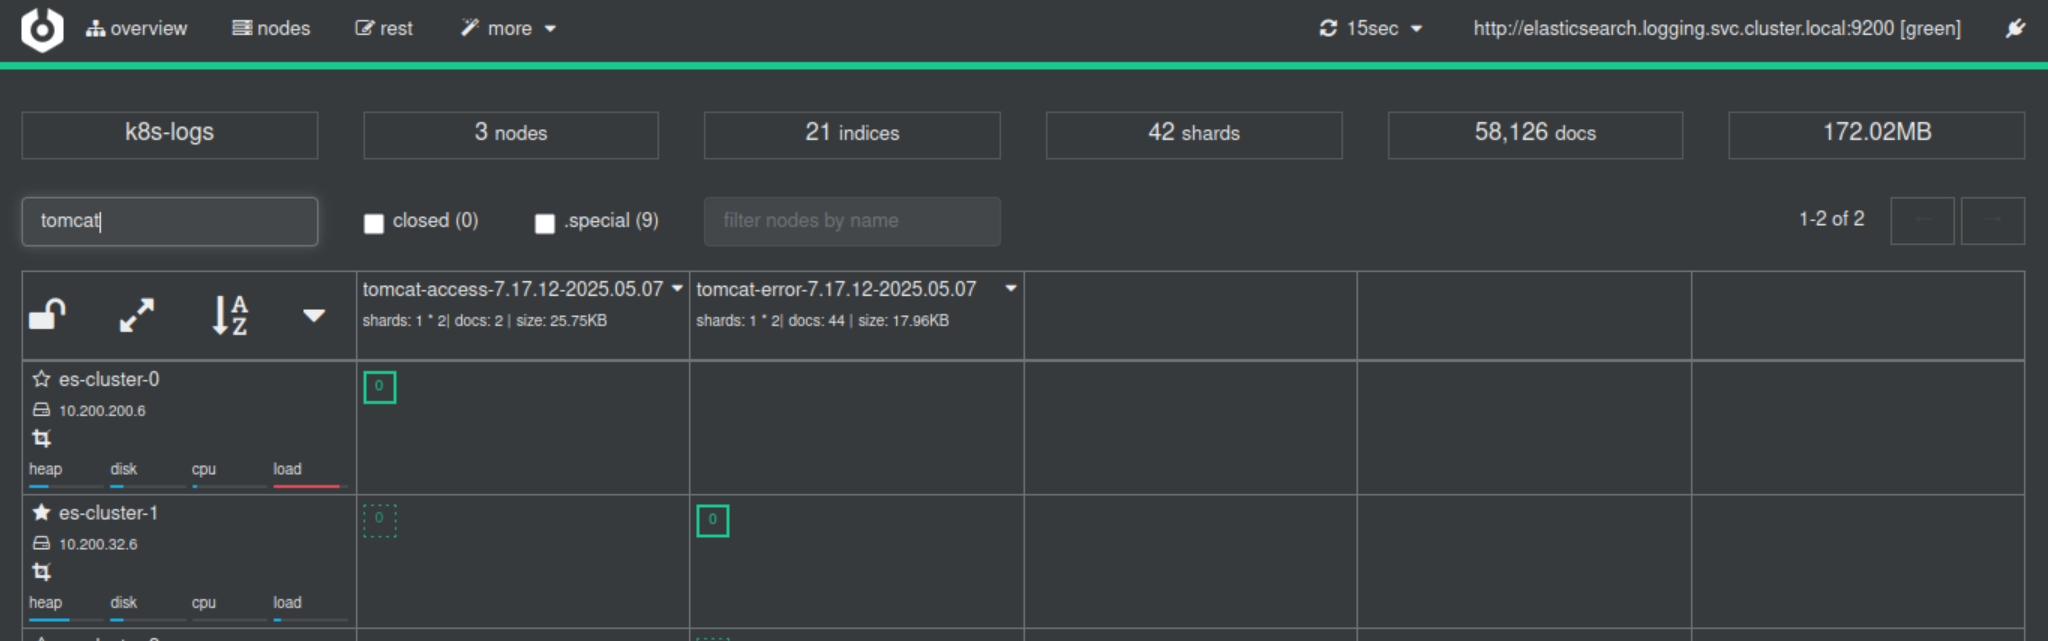 overview nodes rest more 15sec http://elasticsearch.logging.svc.cluster.local:9200 [green]
k8s-logs 3 nodes 21 indices 42 shards 58,126 docs 172.02MB
tomcat closed (0) .special (9) filter nodes by name 1-2 of 2
A Z tomcat-access-7.17.12-2025.05.07 tomcat-error-7.17.12-2025.05.07
shards: 1 * 2| docs: 2 | size: 25.75KB shards: 1 * 2| docs: 44 | size: 17.96KB
es-cluster-0 0
10.200.200.6
heap disk cpu load
es-cluster-1 0 0
10.200.32.6
heap disk cpu load